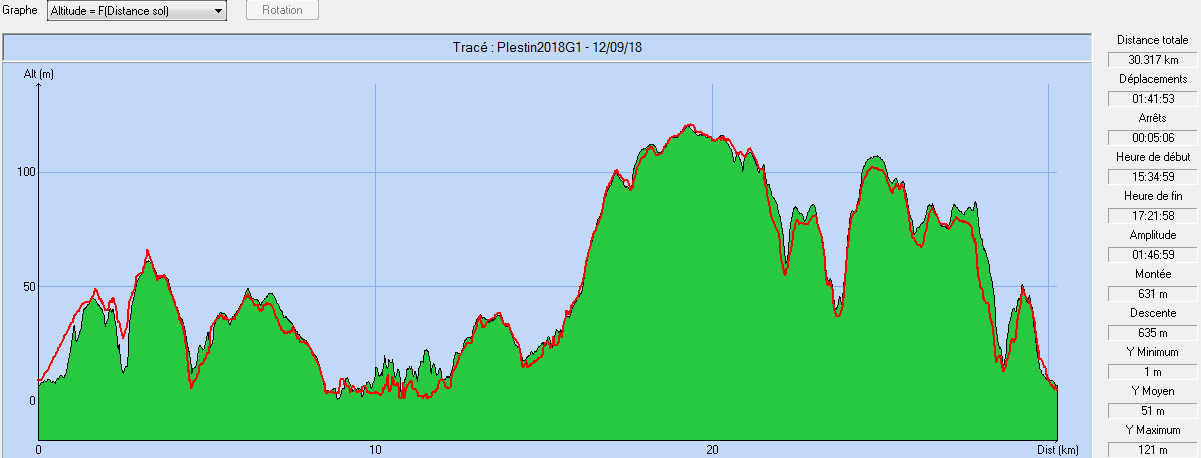 Graphe Altitude = F(Distance sol) Rotation
Tracé : Plestin2018G1 - 12/09/18
Alt (m)
100
50
0
0 10 20 Dist (km)
Distance totale
30.317 km
Déplacements
01:41:53
Arrêts
00:05:06
Heure de début
15:34:59
Heure de fin
17:21:58
Amplitude
01:46:59
Montée
631 m
Descente
635 m
Y Minimum
1 m
Y Moyen
51 m
Y Maximum
121 m